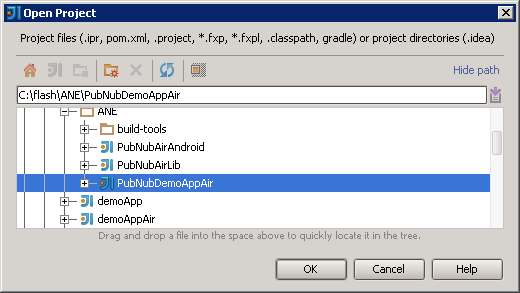 Open Project
Project files (.ipr, pom.xml, .project, *.fxp, *.fxpl, .classpath, gradle) or project directories (.idea)
Hide path
C:\flash\ANE\PubNubDemoAppAir
ANE
build-tools
PubNubAirAndroid
PubNubAirLib
PubNubDemoAppAir
demoApp
demoAppAir
Drag and drop a file into the space above to quickly locate it in the tree.
OK Cancel Help